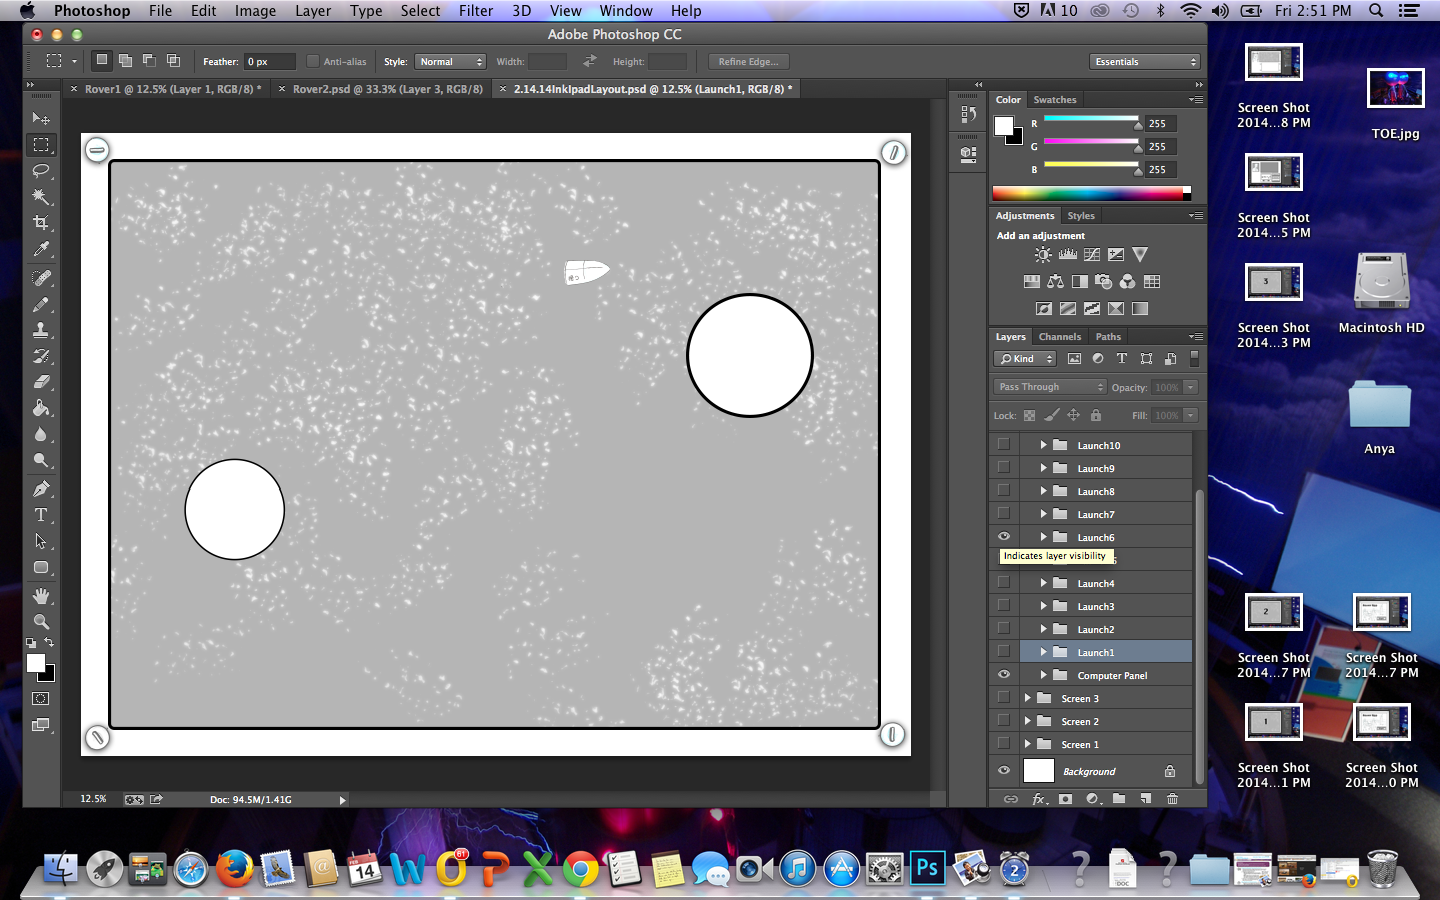 Photoshop File Edit Image Layer Type Select Filter 3D View Window Help 10 Fri 2:51 PM
Adobe Photoshop CC
Feather: 0 px Anti-alias Style: Normal Width: Height: Refine Edge... Essentials
Rover1 @ 12.5% (Layer 1, RGB/8) * Rover2.psd @ 33.3% (Layer 3, RGB/8) 2.14.14InkIpadLayout.psd @ 12.5% (Launch1, RGB/8) *
Color Swatches
R 255
G 255
B 255
Adjustments Styles
Add an adjustment
Layers Channels Paths
Kind
Pass Through Opacity: 100%
Lock: Fill: 100%
Launch10
Launch9
Launch8
Launch7
Launch6
Indicates layer visibility
Launch4
Launch3
Launch2
Launch1
Computer Panel
Screen 3
Screen 2
Screen 1
Background
12.5% Doc: 94.5M/1.41G
Screen Shot
2014...8 PM
TOE.jpg
Screen Shot
2014...5 PM
3
Screen Shot
2014...3 PM
Macintosh HD
Anya
2
Screen Shot
2014...7 PM
Screen Shot
2014...7 PM
1
Screen Shot
2014...1 PM
Screen Shot
2014...0 PM
FEB
14
61
Ps
2
DOC